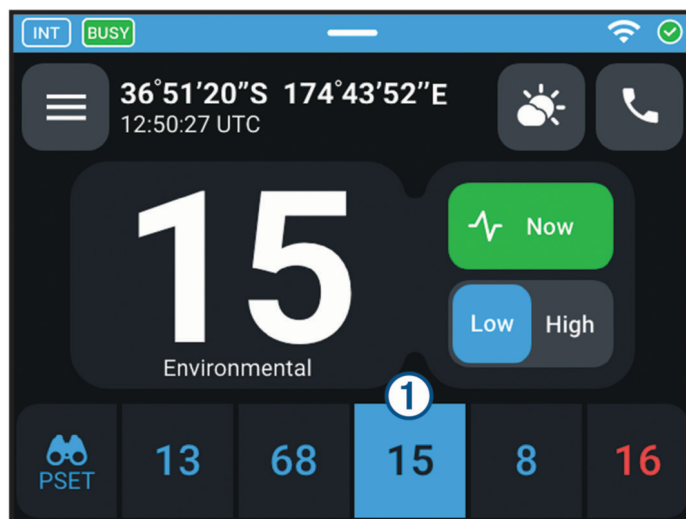 INT BUSY
36°51'20"S 174°43'52"E
12:50:27 UTC
15
Environmental
Now
Low High
1
PSET 13 68 15 8 16